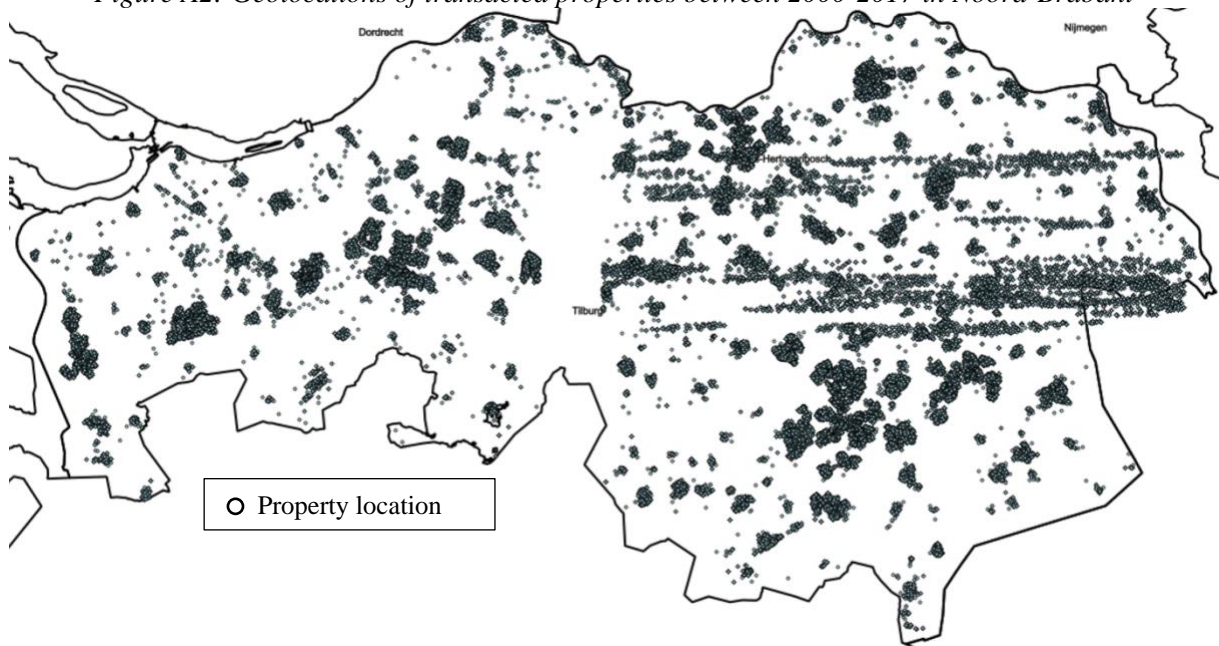 Figure A2: Geolocations of transacted properties between 2000-2017 in Noord-Brabant
Dordrecht
Nijmegen
Hertogenbosch
Tilburg
Property location